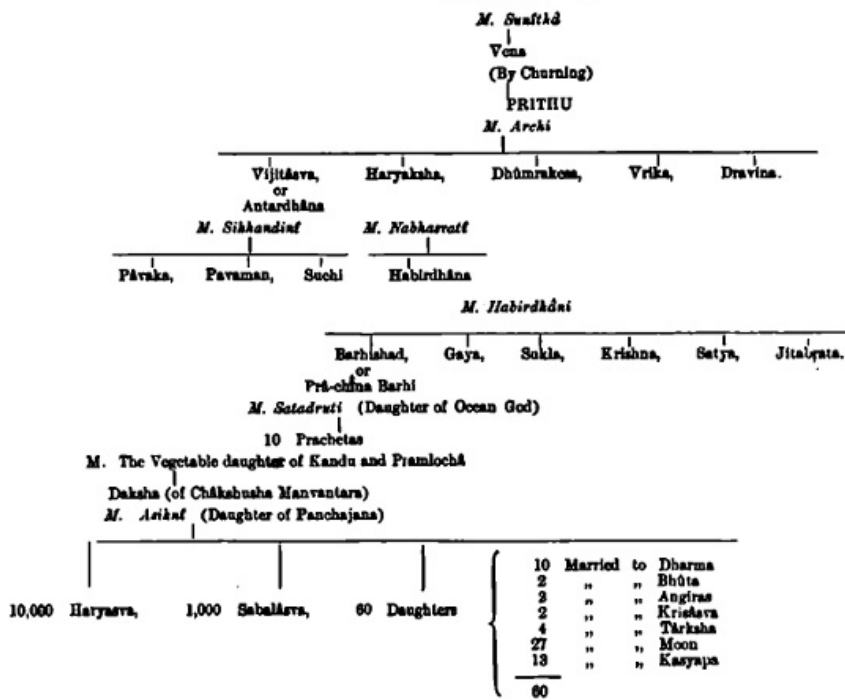 M. Sunîthâ
Vena
(By Churning)
PRITHU
M. Archi
Vijitâsva, Haryaksha, Dhûmrakesa, Vrika, Dravina.
or
Antardhâna
M. Sikhandinî M. Nabhasvatî
Pâvaka, Pavaman, Suchi Habirdhâna
M. Habirdhâni
Barhishad, Gaya, Sukla, Krishna, Satya, Jitabrata.
or
Prâ-china Barhi
M. Satadruti (Daughter of Ocean God)
10 Prachetas
M. The Vegetable daughter of Kandu and Pramlochâ
Daksha (of Châkshusha Manvantara)
M. Asiknî (Daughter of Panchajana)
10 Married to Dharma
2 „ „ Bhûta
2 „ „ Angiras
2 „ „ Krisâsva
4 „ „ Târksha
27 „ „ Moon
13 „ „ Kasyapa
60
10,000 Haryasva, 1,000 Sabalâsva, 60 Daughters